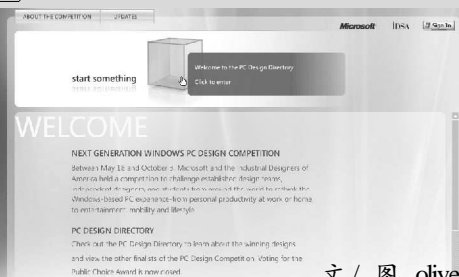 ABOUT THE COMPETITION UPDATES
Microsoft IDSA Sign In
start something
Welcome to the PC Design Directory
Click to enter
WELCOME
NEXT GENERATION WINDOWS PC DESIGN COMPETITION
Between May 18 and October 5 Microsoft and the Industrial Designers of
America held a competition to challenge established design teams,
independent designers, and students from around the world to rethink the
Windows-based PC experience-from personal productivity at work or home,
to entertainment, mobility and lifestyle.
PC DESIGN DIRECTORY
Check out the PC Design Directory to learn about the winning designs
and view the other finalists of the PC Design Competition. Voting for the
Public Choice Award is now closed.
文/图 olive